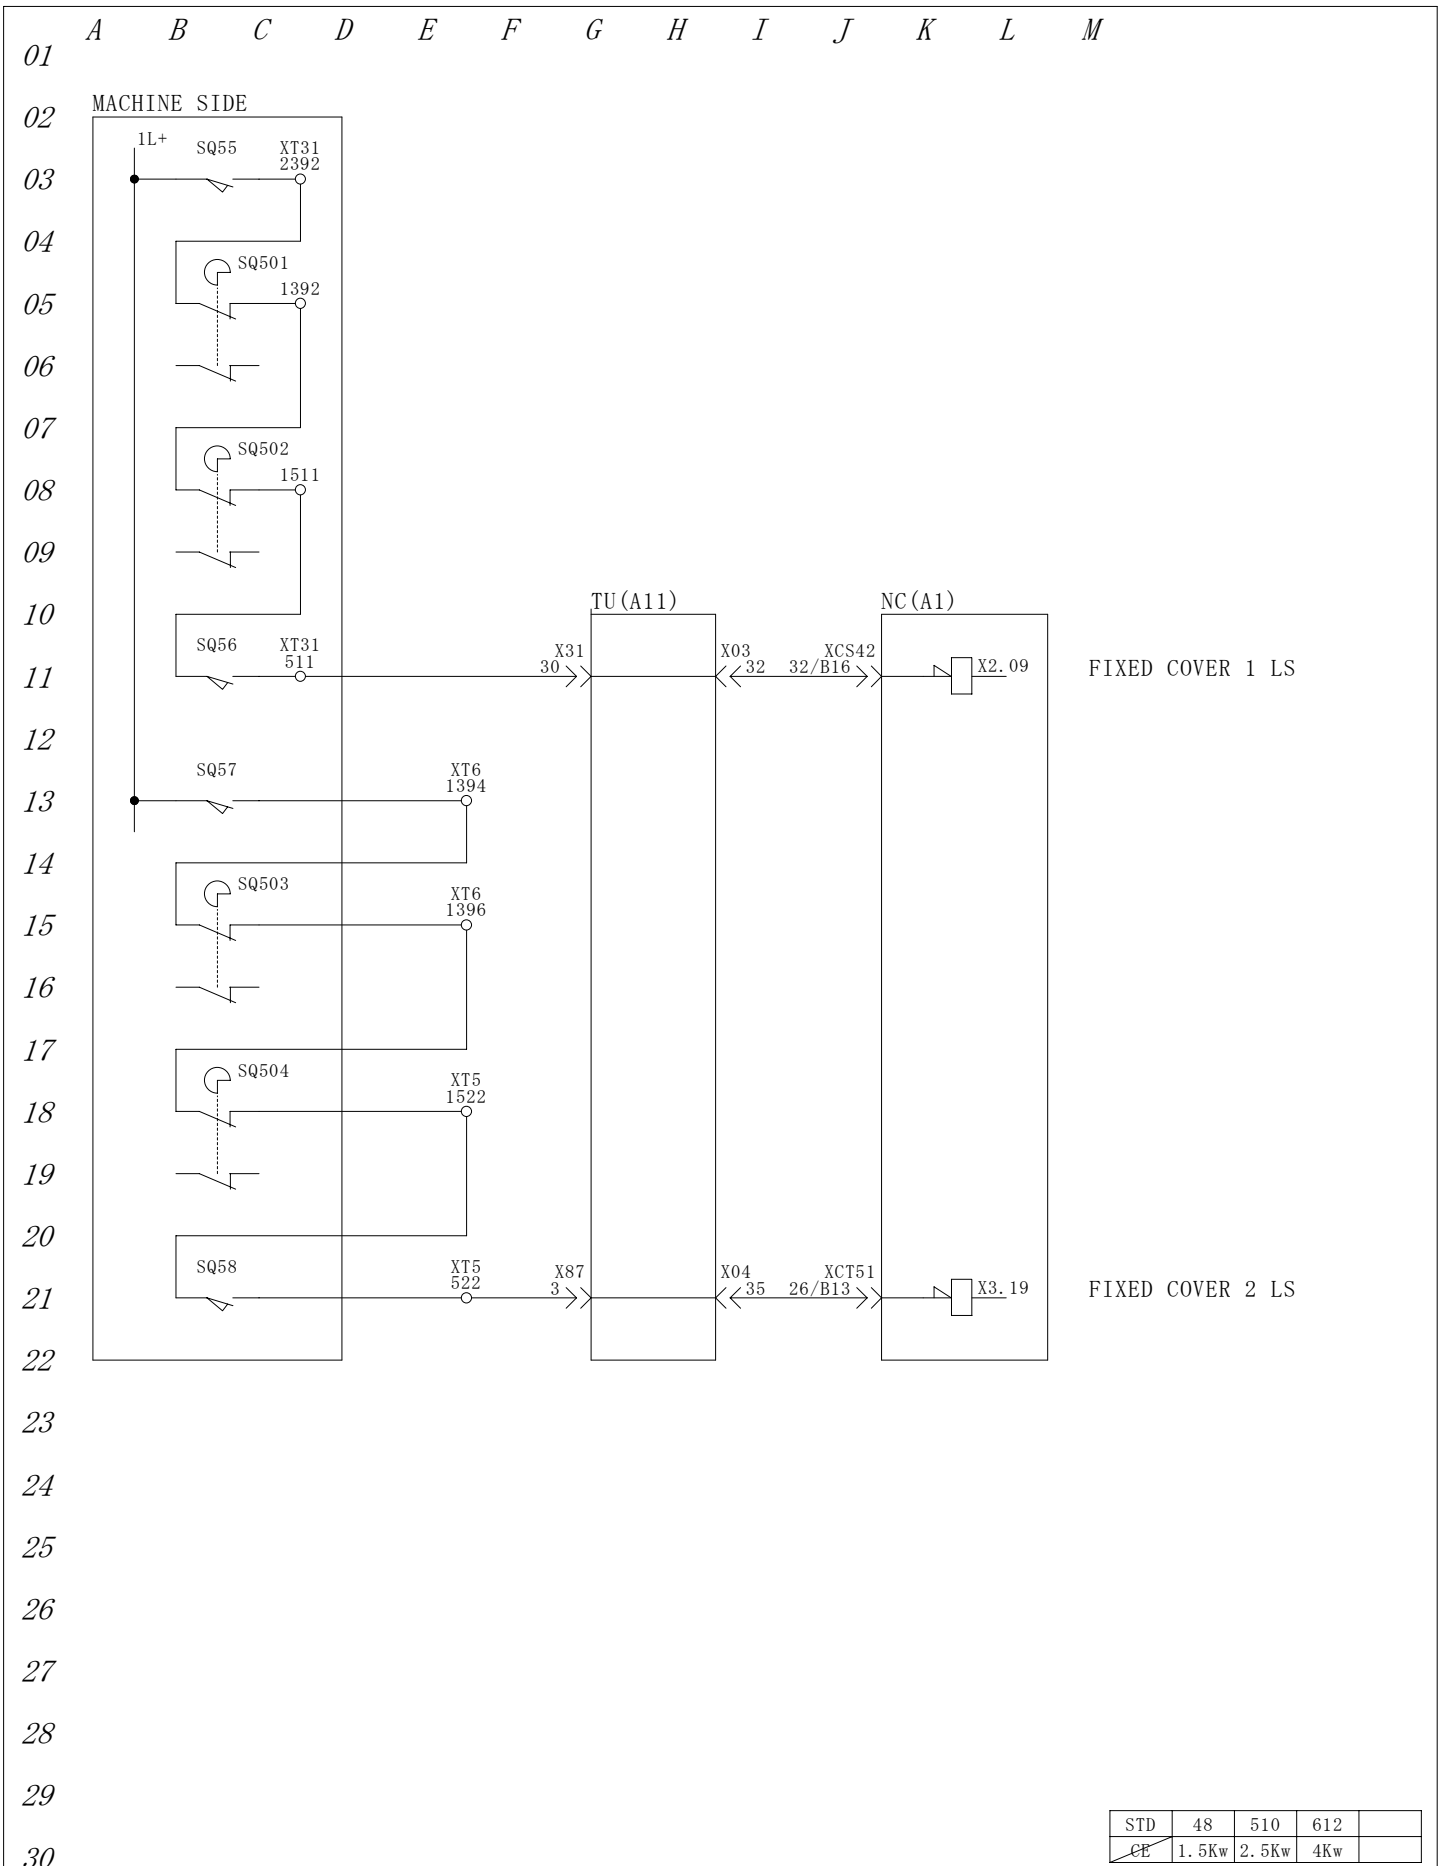 A B C D E F G H I J K L M
01
02 MACHINE SIDE
1L+ SQ55 XT31
2392
03
04
SQ501
1392
05
06
07
SQ502
1511
08
09
10 TU(A11) NC(A1)
SQ56 XT31 X31 X03 XCS42
511 30 32 32/B16 X2.09 FIXED COVER 1 LS
11
12
SQ57 XT6
1394
13
14
SQ503 XT6
1396
15
16
17
SQ504 XT5
1522
18
19
20
SQ58 XT5 X87 X04 XCT51
522 3 35 26/B13 X3.19 FIXED COVER 2 LS
21
22
23
24
25
26
27
28
29
STD 48 510 612
CE 1.5Kw 2.5Kw 4Kw
30